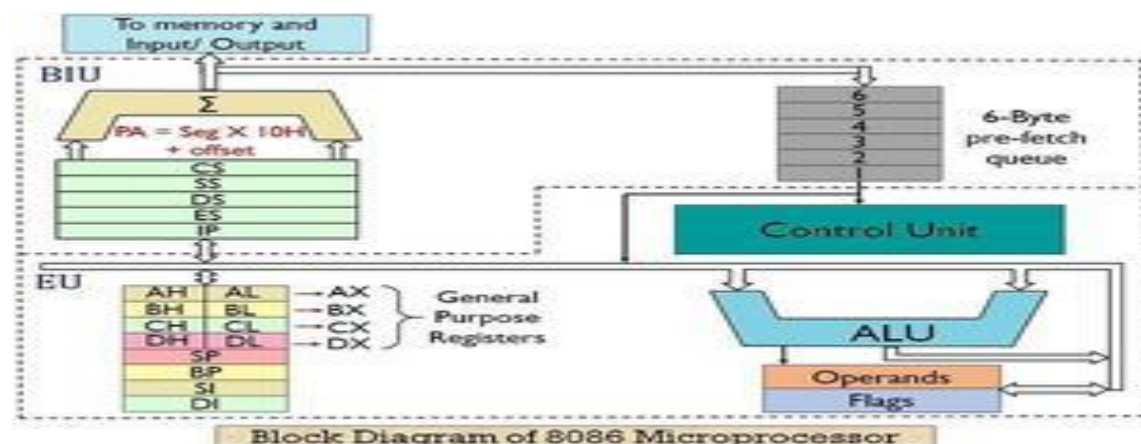 To memory and
Input/ Output
BIU
Σ
PA = Seg X 10H
+ offset
CS
SS
DS
ES
IP
6
5
4
3
2
1
6-Byte
pre-fetch
queue
Control Unit
EU
AH AL AX
BH BL BX
CH CL CX
DH DL DX
SP
BP
SI
DI
General
Purpose
Registers
ALU
Operands
Flags
Block Diagram of 8086 Microprocessor